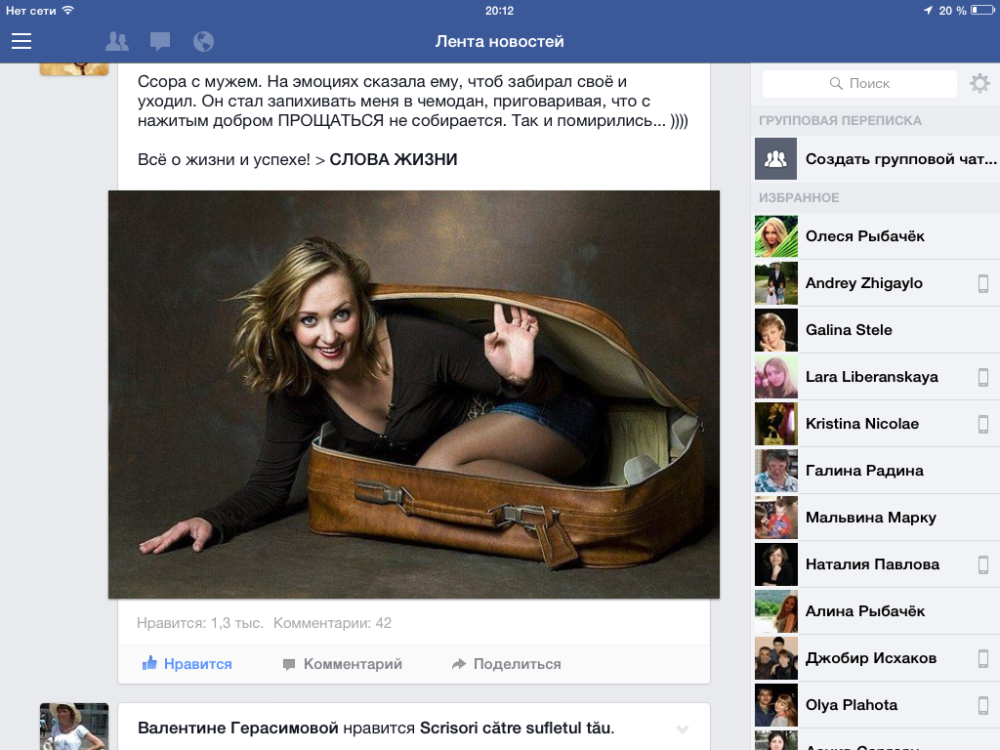 Нет сети 20:12 20 %
Лента новостей
Ссора с мужем. На эмоциях сказала ему, чтоб забирал своё и
уходил. Он стал запихивать меня в чемодан, приговаривая, что с
нажитым добром ПРОЩАТЬСЯ не собирается. Так и помирились... ))))
Всё о жизни и успехе! > СЛОВА ЖИЗНИ
Нравится: 1,3 тыс. Комментарии: 42
Нравится Комментарий Поделиться
Валентине Герасимовой нравится Scrisori către sufletul tău.
Поиск
ГРУППОВАЯ ПЕРЕПИСКА
Создать групповой чат...
ИЗБРАННОЕ
Олеся Рыбачёк
Andrey Zhigaylo
Galina Stele
Lara Liberanskaya
Kristina Nicolae
Галина Радина
Мальвина Марку
Наталия Павлова
Алина Рыбачёк
Джобир Исхаков
Olya Plahota